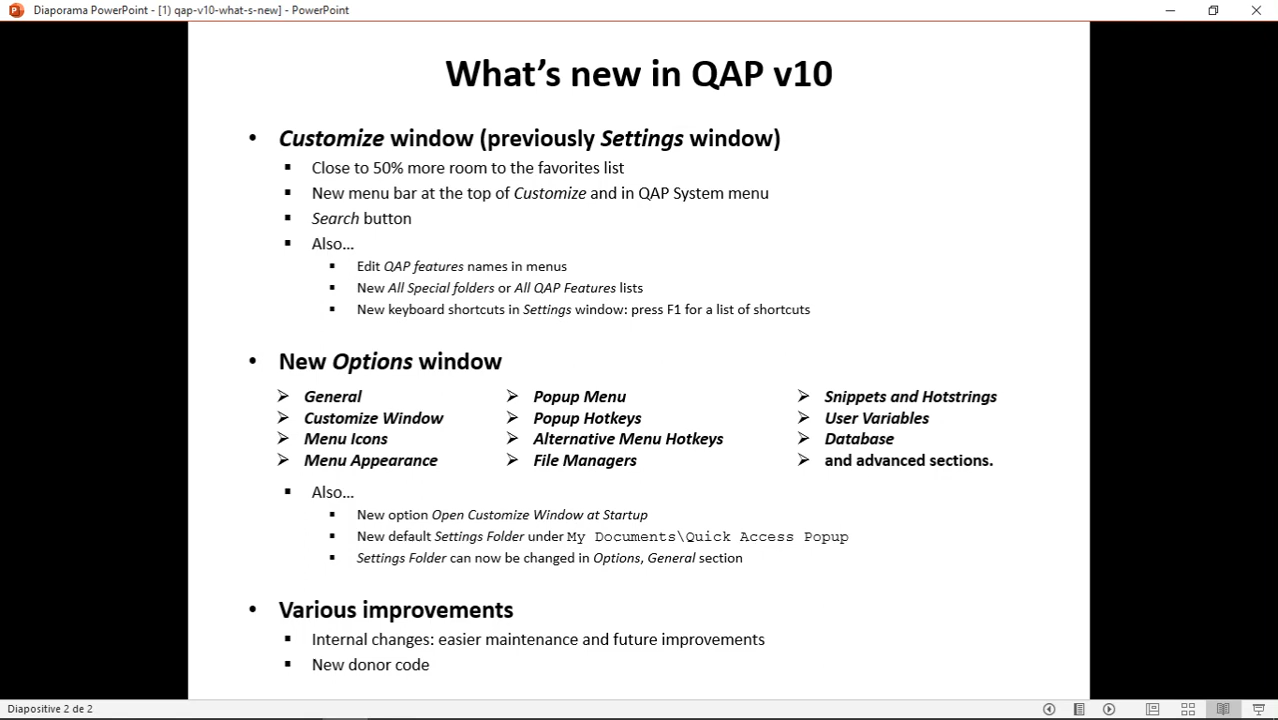 Diaporama PowerPoint - [1) qap-v10-what-s-new] - PowerPoint
What's new in QAP v10
• Customize window (previously Settings window)
▪ Close to 50% more room to the favorites list
▪ New menu bar at the top of Customize and in QAP System menu
▪ Search button
▪ Also…
▪ Edit QAP features names in menus
▪ New All Special folders or All QAP Features lists
▪ New keyboard shortcuts in Settings window: press F1 for a list of shortcuts
• New Options window
➢ General
➢ Customize Window
➢ Menu Icons
➢ Menu Appearance
➢ Popup Menu
➢ Popup Hotkeys
➢ Alternative Menu Hotkeys
➢ File Managers
➢ Snippets and Hotstrings
➢ User Variables
➢ Database
➢ and advanced sections.
▪ Also…
▪ New option Open Customize Window at Startup
▪ New default Settings Folder under My Documents\Quick Access Popup
▪ Settings Folder can now be changed in Options, General section
• Various improvements
▪ Internal changes: easier maintenance and future improvements
▪ New donor code
Diapositive 2 de 2